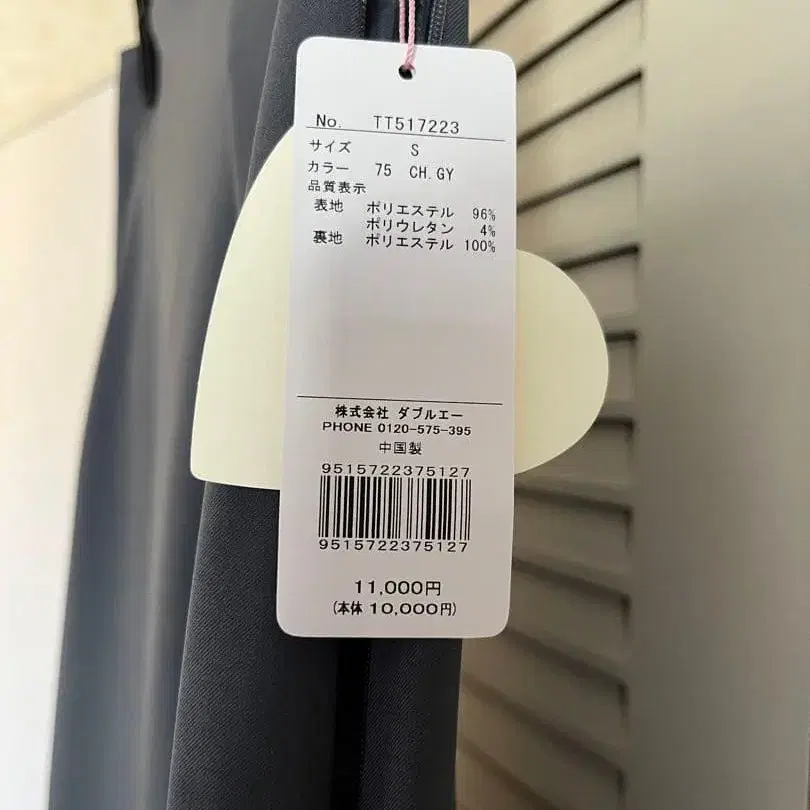 No. TT517223
サイズ S
カラー 75 CH.GY
品質表示
表地 ポリエステル 96%
ポリウレタン 4%
裏地 ポリエステル 100%
株式会社 ダブルエー
PHONE 0120-575-395
中国製
9515722375127
9515722375127
11,000円
(本体 10,000円)